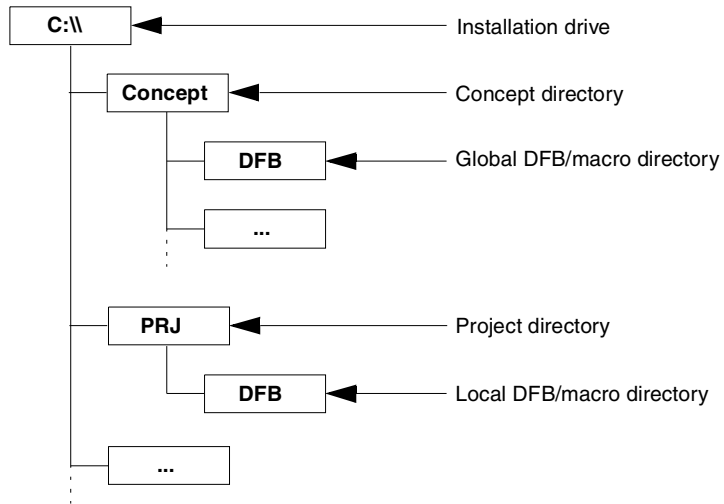 C:\\ Installation drive
Concept Concept directory
DFB Global DFB/macro directory
...
PRJ Project directory
DFB Local DFB/macro directory
...